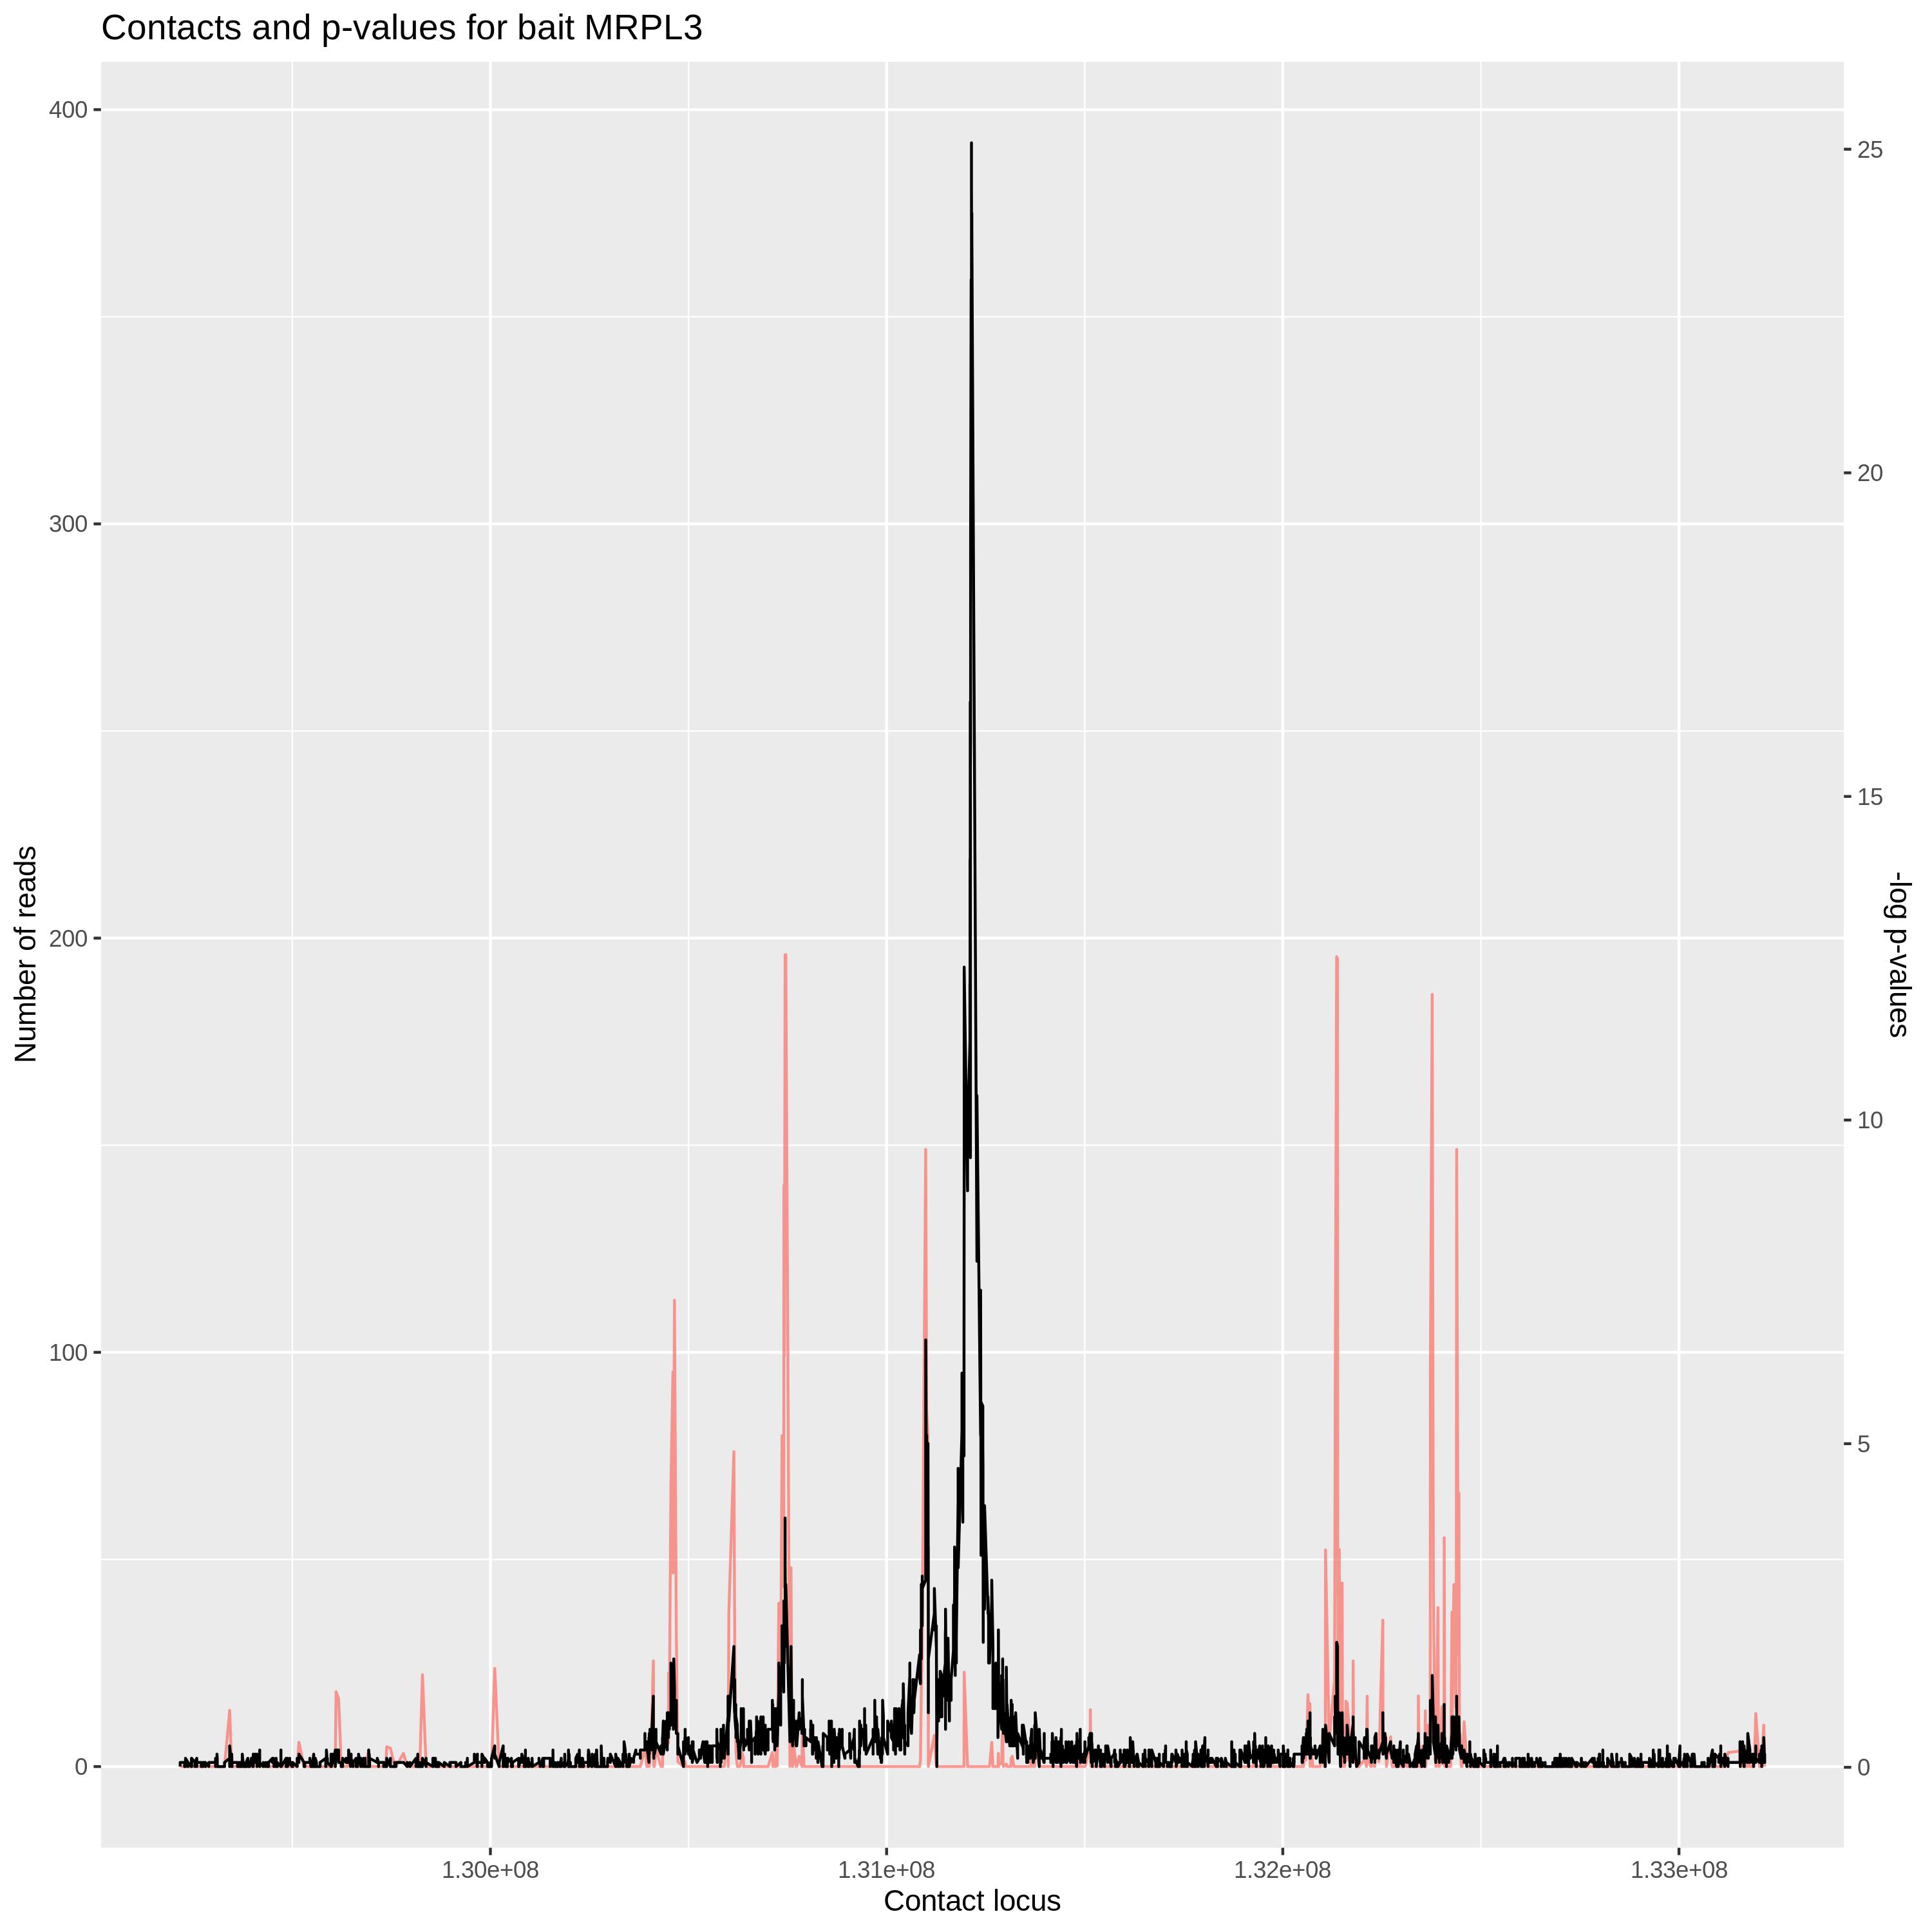 Contacts and p-values for bait MRPL3
400
300
200
100
0
Number of reads
25
20
15
10
5
0
-log p-values
1.30e+08
1.31e+08
1.32e+08
1.33e+08
Contact locus